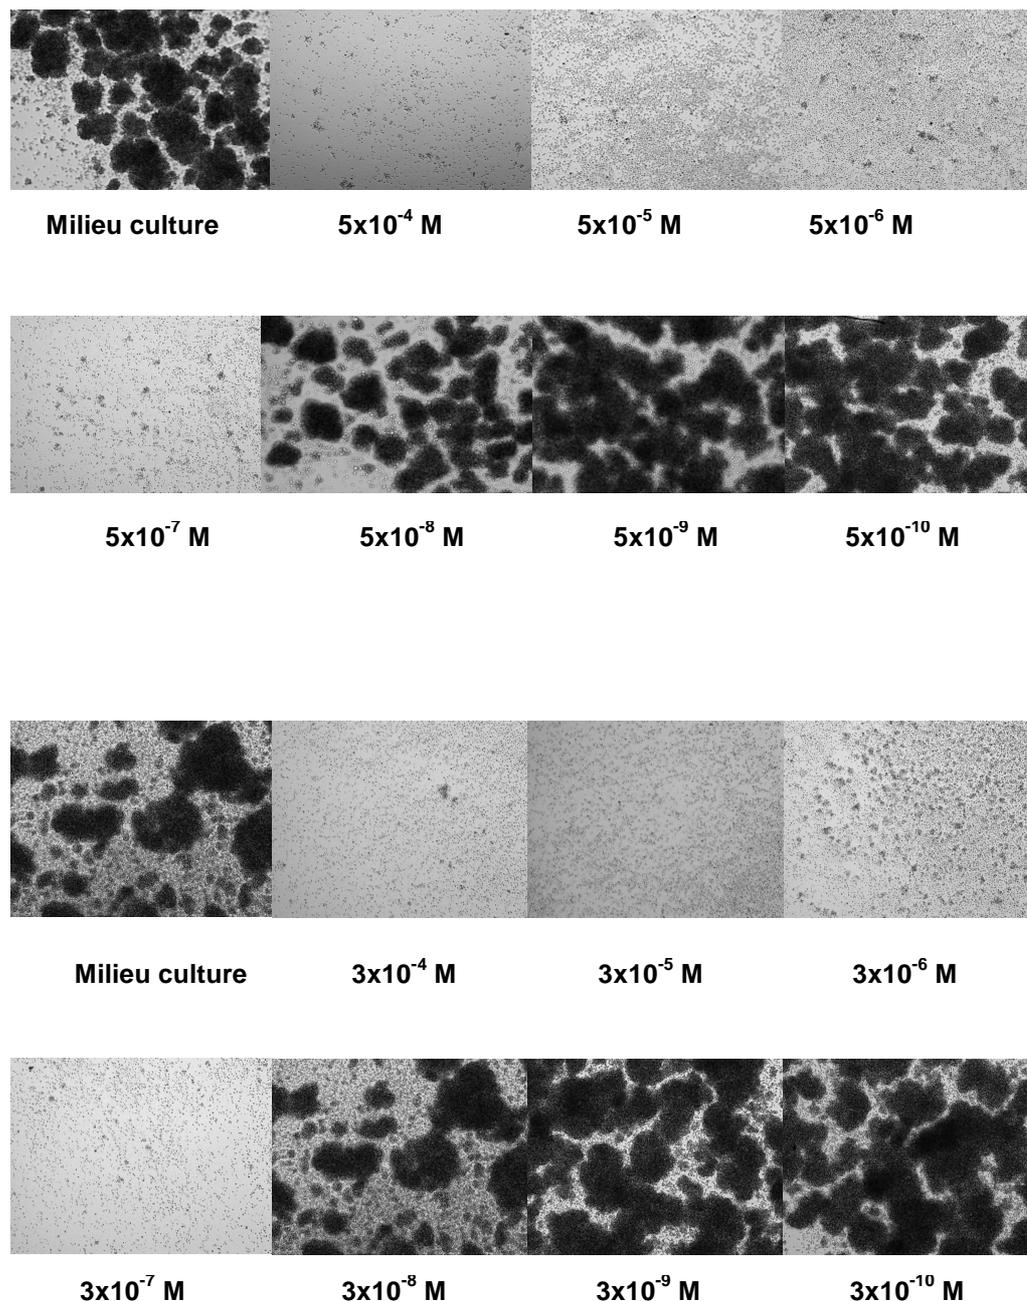 Milieu culture 5x10⁻⁴ M 5x10⁻⁵ M 5x10⁻⁶ M
5x10⁻⁷ M 5x10⁻⁸ M 5x10⁻⁹ M 5x10⁻¹⁰ M
Milieu culture 3x10⁻⁴ M 3x10⁻⁵ M 3x10⁻⁶ M
3x10⁻⁷ M 3x10⁻⁸ M 3x10⁻⁹ M 3x10⁻¹⁰ M